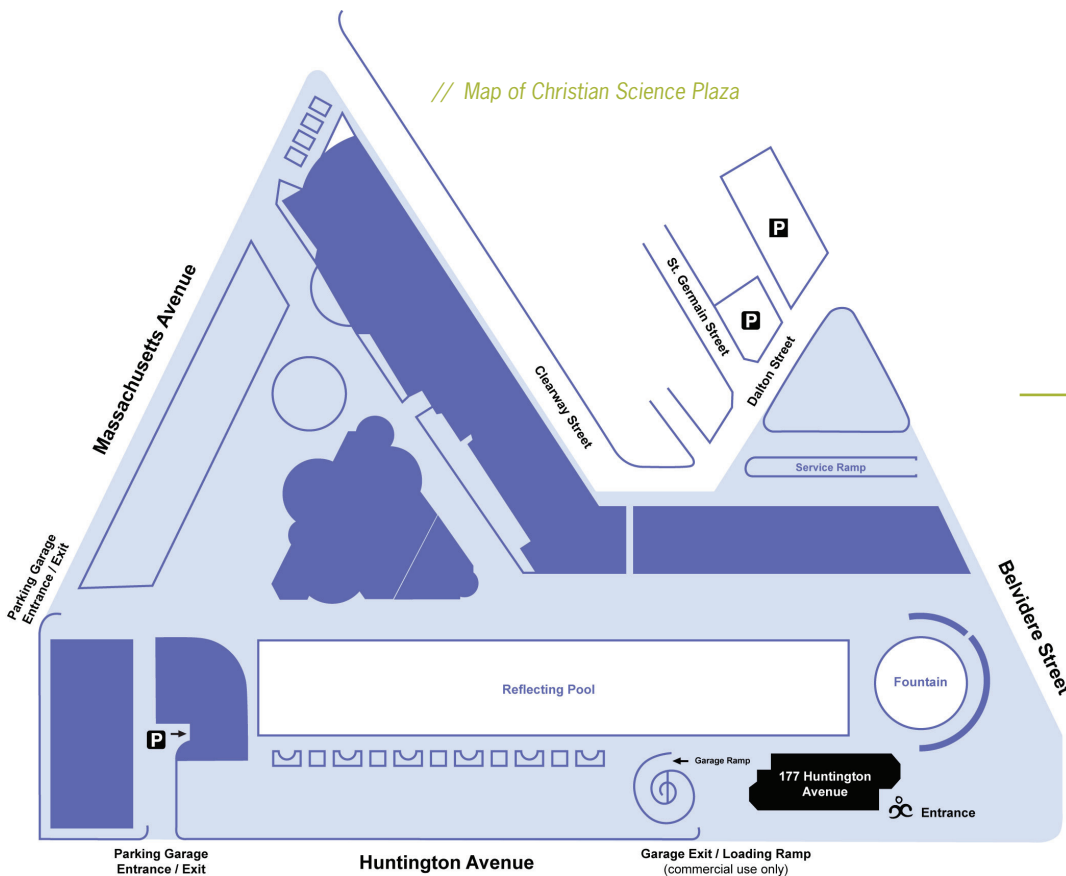 // Map of Christian Science Plaza
P
St. Germain Street
P
Massachusetts Avenue
Dalton Street
Clearway Street
Service Ramp
Parking Garage
Entrance / Exit
Belvidere Street
Reflecting Pool
Fountain
P
Garage Ramp
177 Huntington
Avenue
Entrance
Parking Garage
Entrance / Exit
Huntington Avenue
Garage Exit / Loading Ramp
(commercial use only)